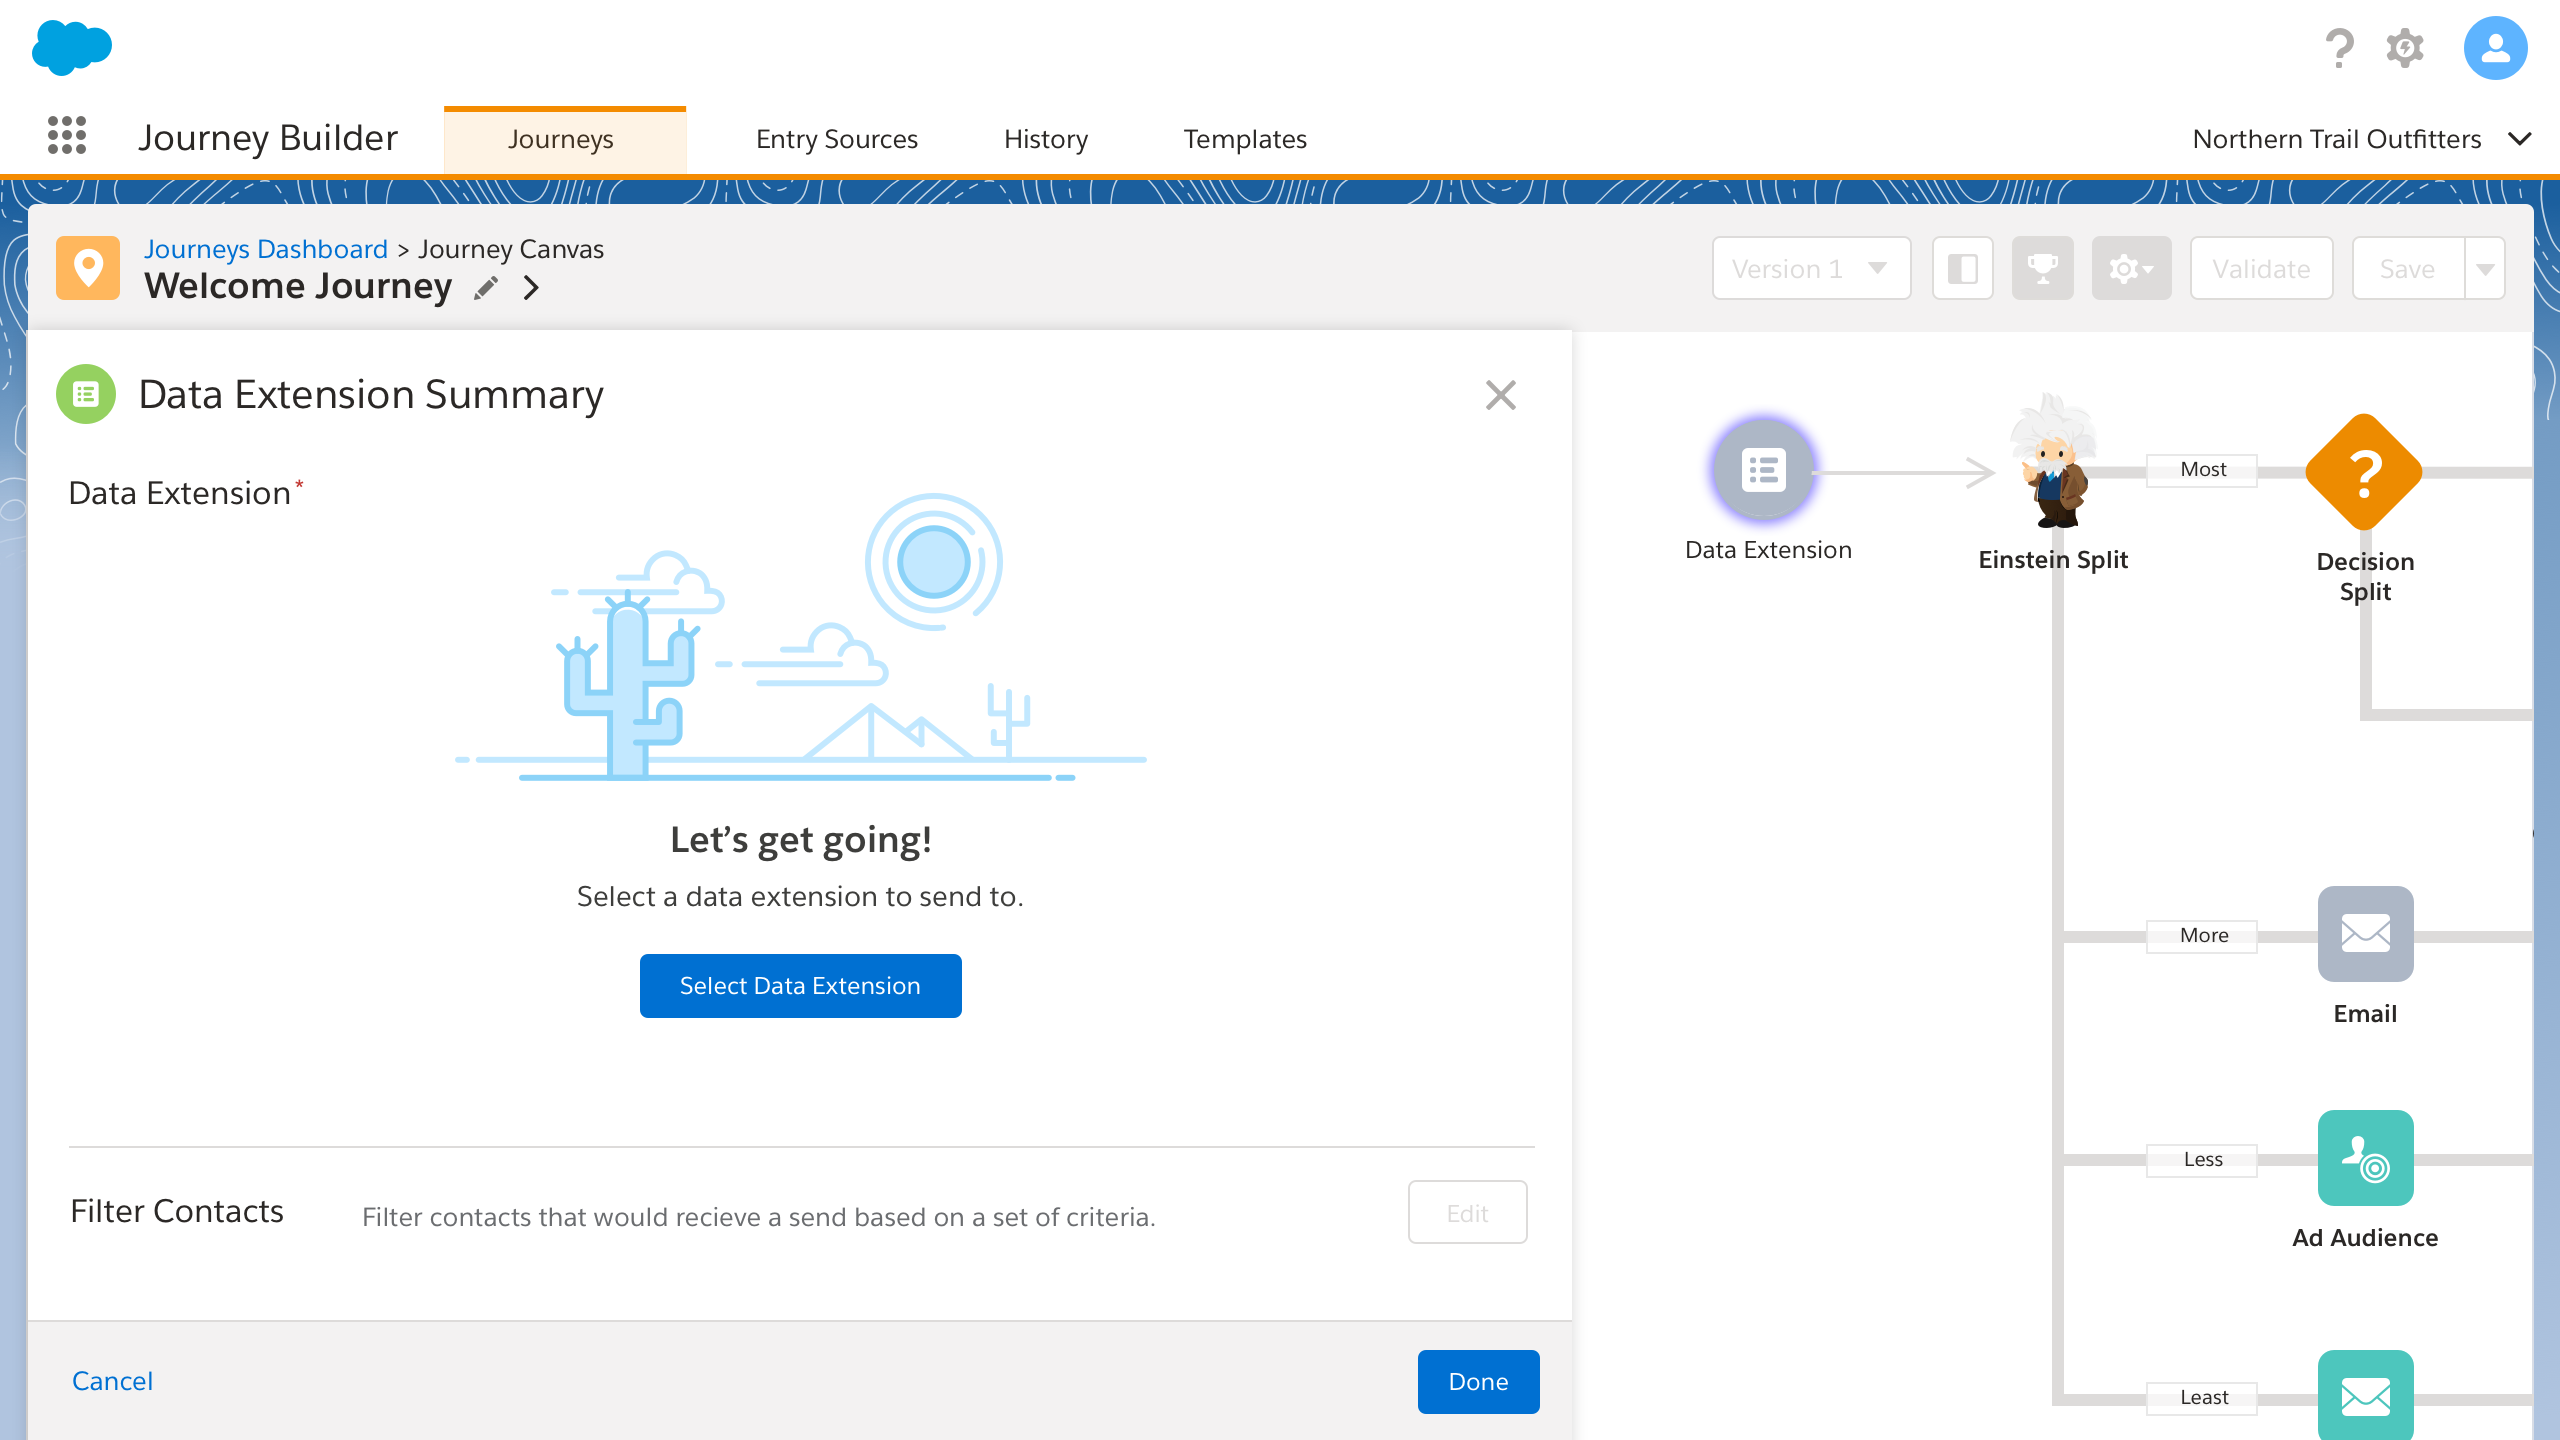 Journey Builder
Journeys
Entry Sources
History
Templates
Northern Trail Outfitters
Journeys Dashboard > Journey Canvas
Welcome Journey
Version 1
Validate
Save
Data Extension Summary
Data Extension*
Let’s get going!
Select a data extension to send to.
Select Data Extension
Filter Contacts
Filter contacts that would recieve a send based on a set of criteria.
Edit
Cancel
Done
Data Extension
Einstein Split
Most
?
Decision
Split
More
Email
Less
Ad Audience
Least